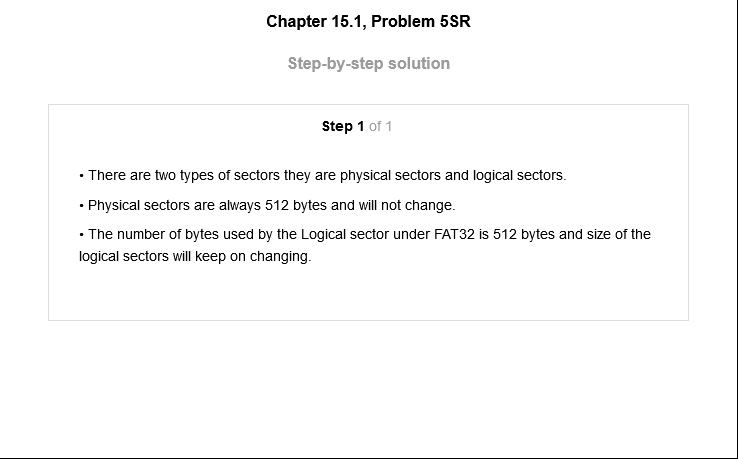 Chapter 15.1, Problem 5SR
Step-by-step solution
Step 1 of 1
• There are two types of sectors they are physical sectors and logical sectors.
• Physical sectors are always 512 bytes and will not change.
• The number of bytes used by the Logical sector under FAT32 is 512 bytes and size of the
logical sectors will keep on changing.